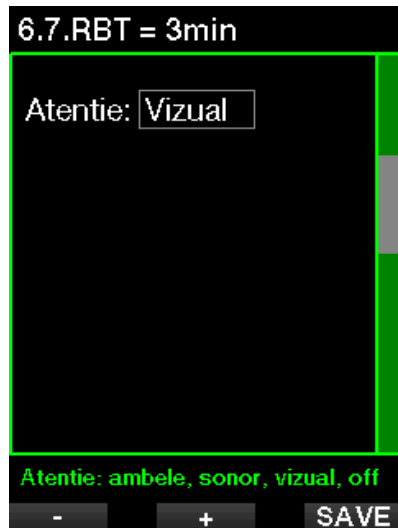 6.7.RBT = 3min
Atentie: Vizual
Atentie: ambele, sonor, vizual, off
- + SAVE